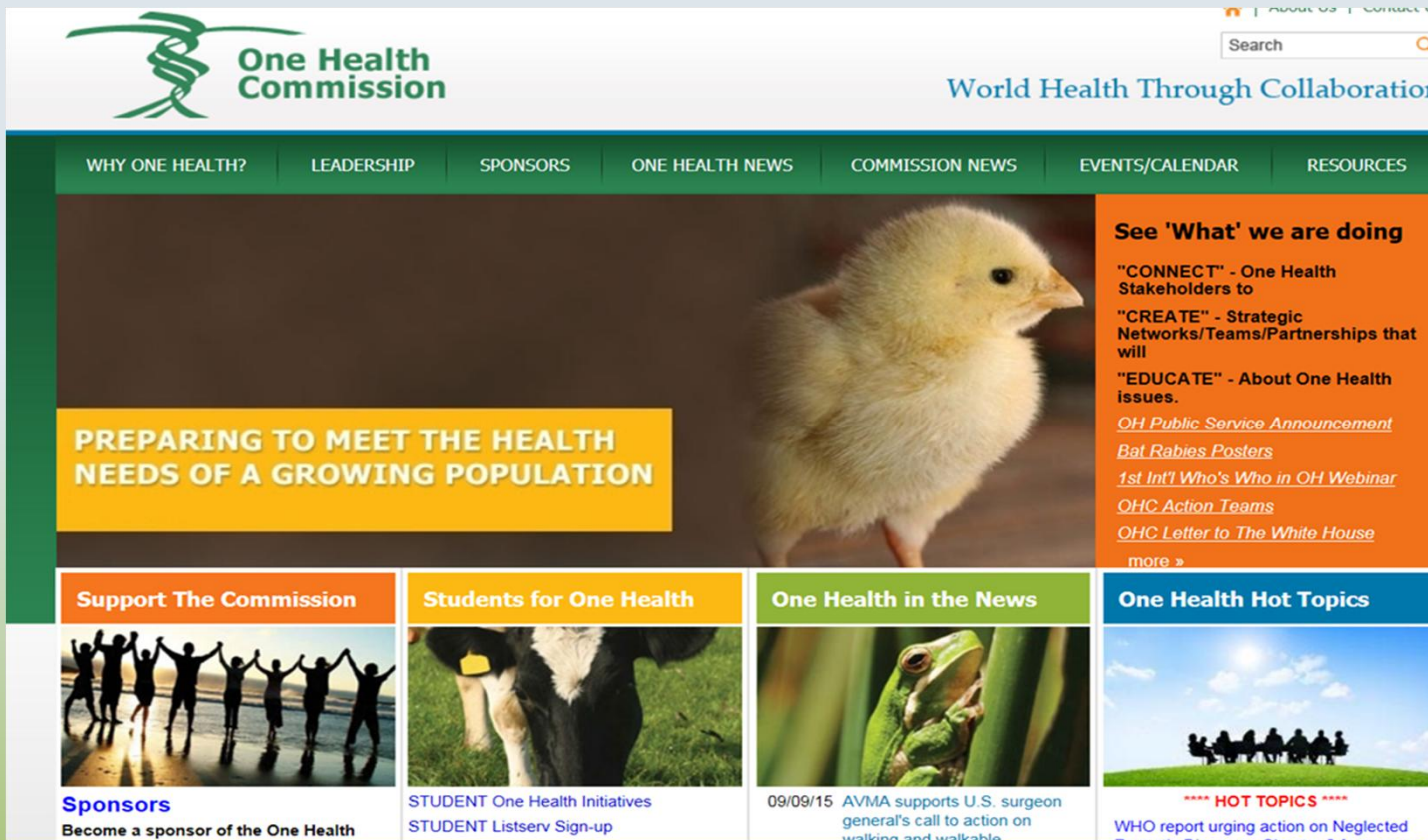 About Us | Contact
Search
One Health
Commission
World Health Through Collaboration
WHY ONE HEALTH?
LEADERSHIP
SPONSORS
ONE HEALTH NEWS
COMMISSION NEWS
EVENTS/CALENDAR
RESOURCES
PREPARING TO MEET THE HEALTH
NEEDS OF A GROWING POPULATION
See 'What' we are doing
"CONNECT" - One Health
Stakeholders to
"CREATE" - Strategic
Networks/Teams/Partnerships that
will
"EDUCATE" - About One Health
issues.
OH Public Service Announcement
Bat Rabies Posters
1st Int'l Who's Who in OH Webinar
OHC Action Teams
OHC Letter to The White House
more »
Support The Commission
Sponsors
Become a sponsor of the One Health
Students for One Health
STUDENT One Health Initiatives
STUDENT Listserv Sign-up
One Health in the News
09/09/15 AVMA supports U.S. surgeon
general's call to action on
walking and walkable
One Health Hot Topics
**** HOT TOPICS ****
WHO report urging action on Neglected